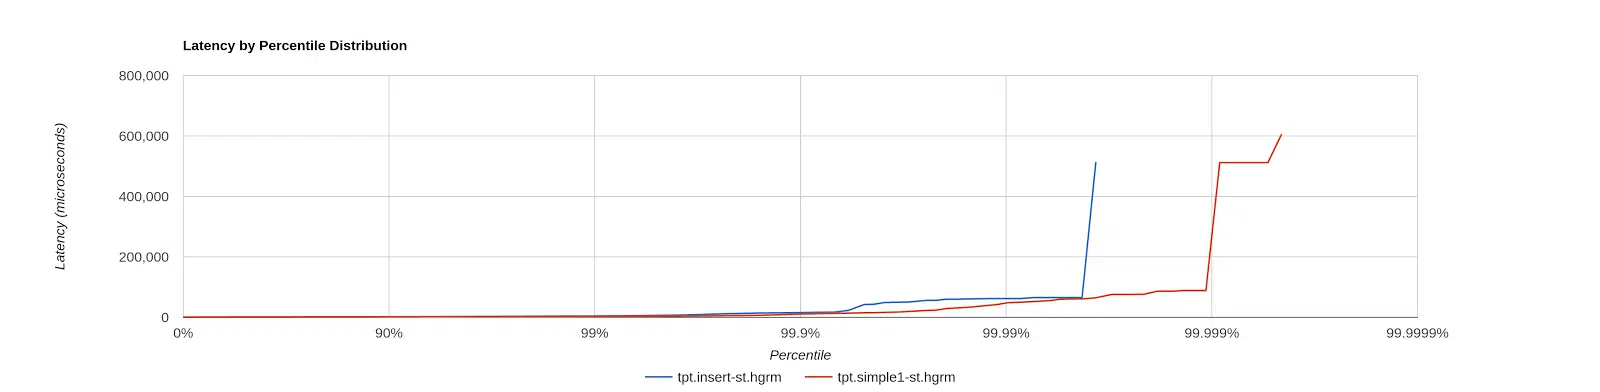 Latency by Percentile Distribution
Latency (microseconds)
800,000
600,000
400,000
200,000
0
0% 90% 99% 99.9% 99.99% 99.999% 99.9999%
Percentile
tpt.insert-st.hgrm tpt.simple1-st.hgrm